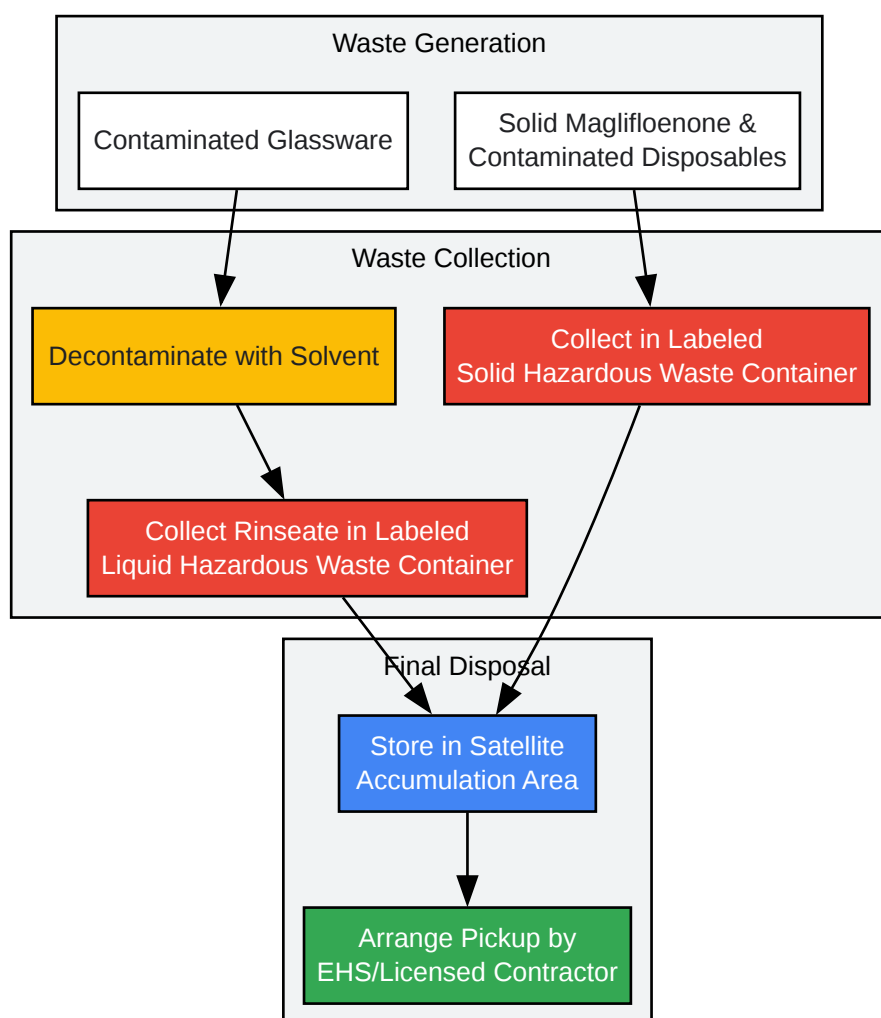 Waste Generation
Contaminated Glassware
Solid Maglifloenone &
Contaminated Disposables
Waste Collection
Decontaminate with Solvent
Collect in Labeled
Solid Hazardous Waste Container
Collect Rinseate in Labeled
Liquid Hazardous Waste Container
Final Disposal
Store in Satellite
Accumulation Area
Arrange Pickup by
EHS/Licensed Contractor